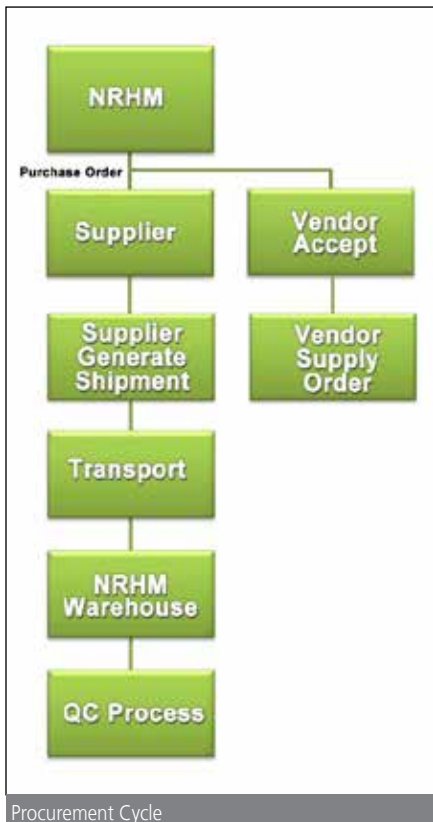 NRHM
Purchase Order
Supplier
Vendor
Accept
Supplier
Generate
Shipment
Vendor
Supply
Order
Transport
NRHM
Warehouse
QC Process
Procurement Cycle